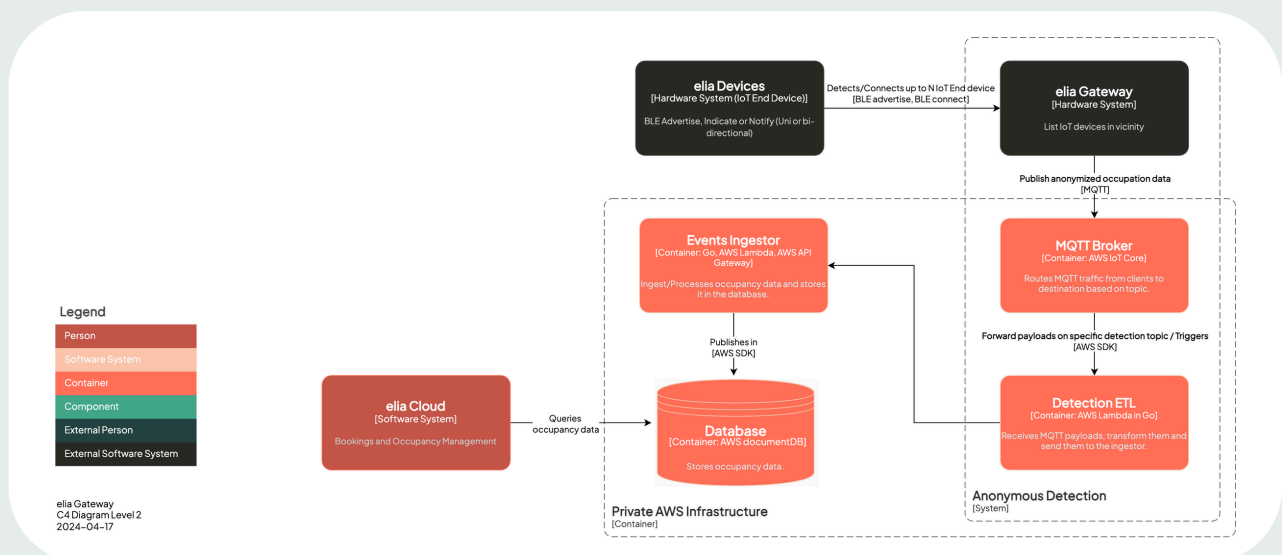 elia Devices
[Hardware System (IoT End Device)]
BLE Advertise, Indicate or Notify (Uni or bi-
directional)
Detects/Connects up to N IoT End device
[BLE advertise, BLE connect]
elia Gateway
[Hardware System]
List IoT devices in vicinity
Publish anonymized occupation data
[MQTT]
Events Ingestor
[Container: Go, AWS Lambda, AWS API
Gateway]
Ingest/Processes occupancy data and stores
it in the database.
MQTT Broker
[Container: AWS IoT Core]
Routes MQTT traffic from clients to
destination based on topic.
Publishes in
[AWS SDK]
Forward payloads on specific detection topic / Triggers
[AWS SDK]
elia Cloud
[Software System]
Bookings and Occupancy Management
Queries
occupancy data
Database
[Container: AWS documentDB]
Stores occupancy data.
Detection ETL
[Container: AWS Lambda in Go]
Receives MQTT payloads, transform them and
send them to the ingestor.
Anonymous Detection
[System]
Private AWS Infrastructure
[Container]
Legend
Person
Software System
Container
Component
External Person
External Software System
elia Gateway
C4 Diagram Level 2
2024-04-17